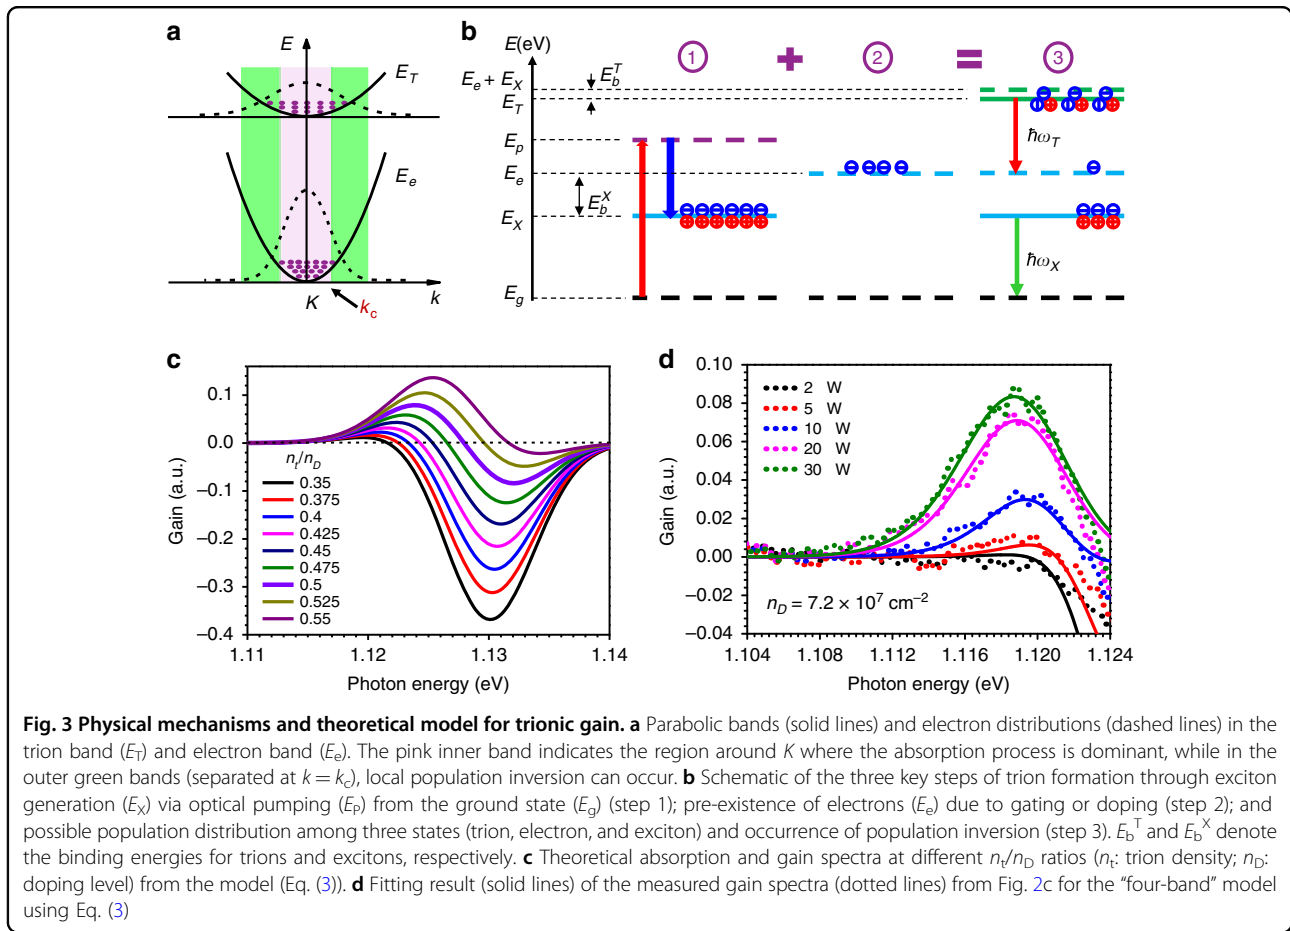 a
E
E_T
E_e
K
k_c
k
b
E(eV)
1 + 2 = 3
E_e + E_X
E_b^T
E_T
E_p
E_e
E_b^X
E_X
E_g
ħω_T
ħω_X
c
Gain (a.u.)
0.1
0.0
−0.1
−0.2
−0.3
−0.4
n_t/n_D
0.35
0.375
0.4
0.425
0.45
0.475
0.5
0.525
0.55
1.11 1.12 1.13 1.14
Photon energy (eV)
d
Gain (a.u.)
0.10
0.08
0.06
0.04
0.02
0.00
−0.02
−0.04
2 W
5 W
10 W
20 W
30 W
n_D = 7.2 × 10^7 cm^−2
1.104 1.108 1.112 1.116 1.120 1.124
Photon energy (eV)
Fig. 3 Physical mechanisms and theoretical model for trionic gain. a Parabolic bands (solid lines) and electron distributions (dashed lines) in the
trion band (E_T) and electron band (E_e). The pink inner band indicates the region around K where the absorption process is dominant, while in the
outer green bands (separated at k = k_c), local population inversion can occur. b Schematic of the three key steps of trion formation through exciton
generation (E_X) via optical pumping (E_P) from the ground state (E_g) (step 1); pre-existence of electrons (E_e) due to gating or doping (step 2); and
possible population distribution among three states (trion, electron, and exciton) and occurrence of population inversion (step 3). E_b^T and E_b^X denote
the binding energies for trions and excitons, respectively. c Theoretical absorption and gain spectra at different n_t/n_D ratios (n_t: trion density; n_D:
doping level) from the model (Eq. (3)). d Fitting result (solid lines) of the measured gain spectra (dotted lines) from Fig. 2c for the “four-band” model
using Eq. (3)